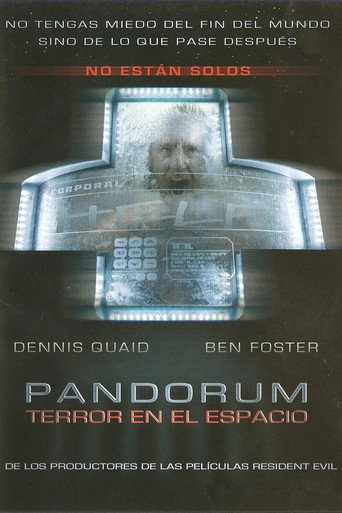 NO TENGAS MIEDO DEL FIN DEL MUNDO
SINO DE LO QUE PASE DESPUÉS
NO ESTÁN SOLOS
CORPORAL
HELP
DENNIS QUAID BEN FOSTER
PANDORUM
TERROR EN EL ESPACIO
DE LOS PRODUCTORES DE LAS PELÍCULAS RESIDENT EVIL